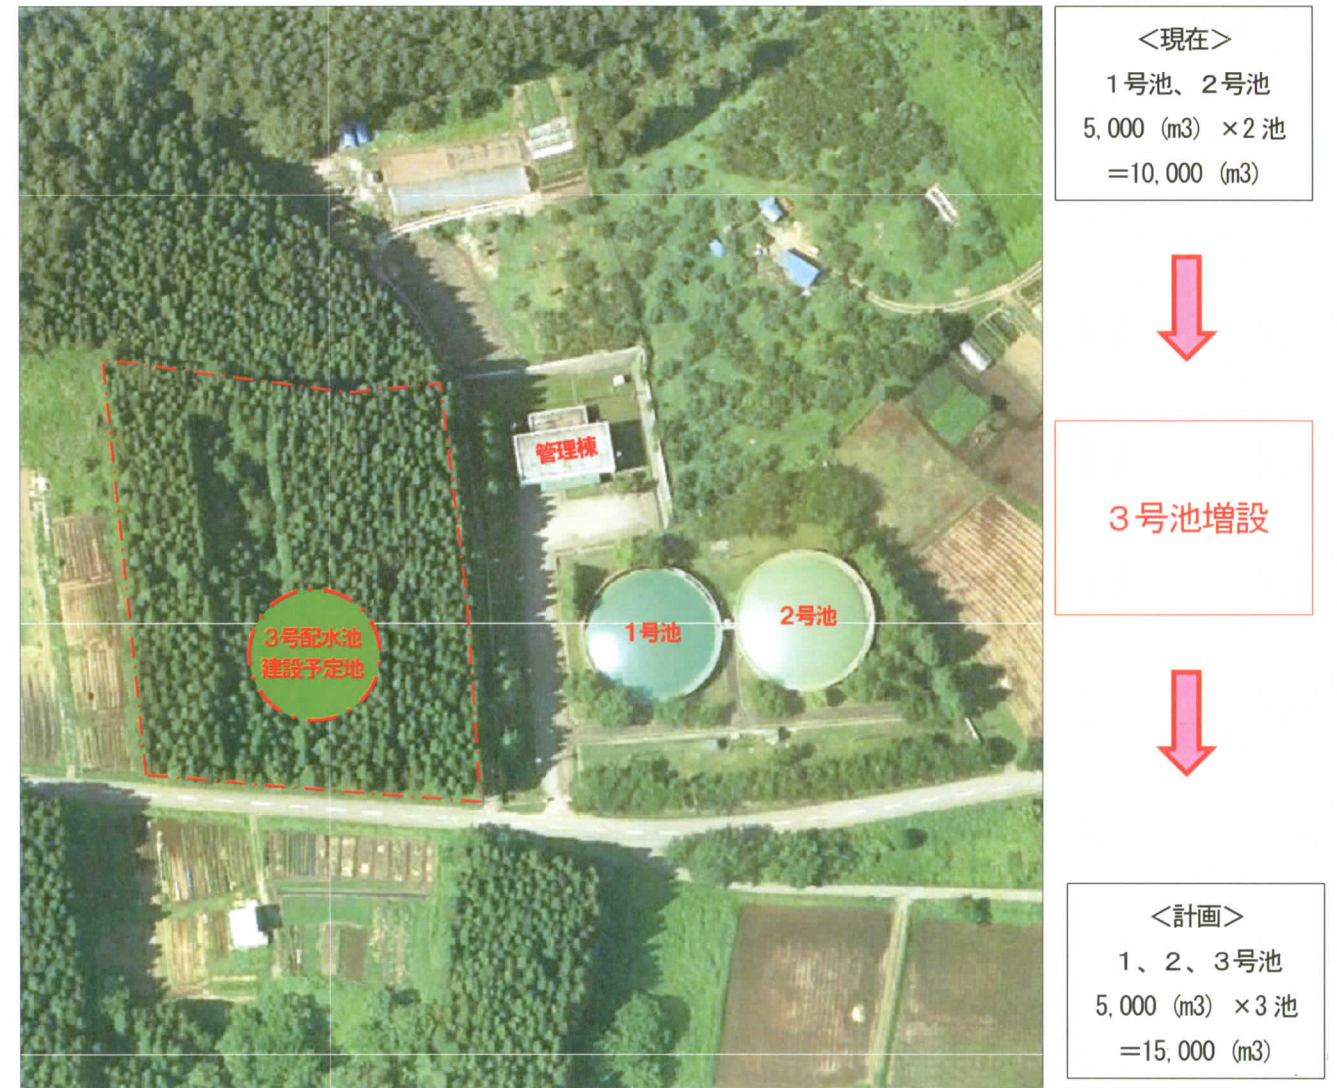 <現在>
1号池、2号池
5,000 (m3) ×2池
=10,000 (m3)
3号池増設
<計画>
1、2、3号池
5,000 (m3) ×3池
=15,000 (m3)
管理棟
1号池
2号池
3号配水池
建設予定地